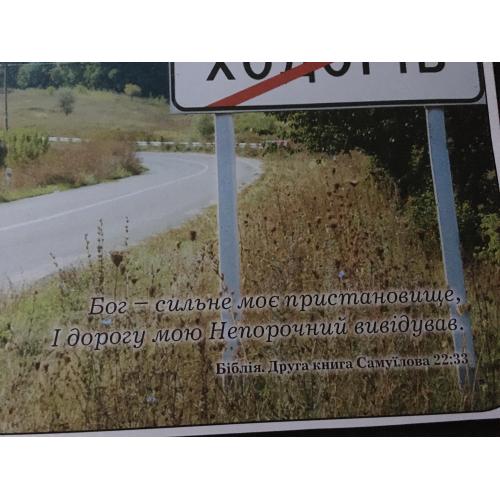 ХОДОРІВ
Бог – сильне моє пристановище,
І дорогу мою Непорочний вивідував.
Біблія. Друга книга Самуїлова 22:33